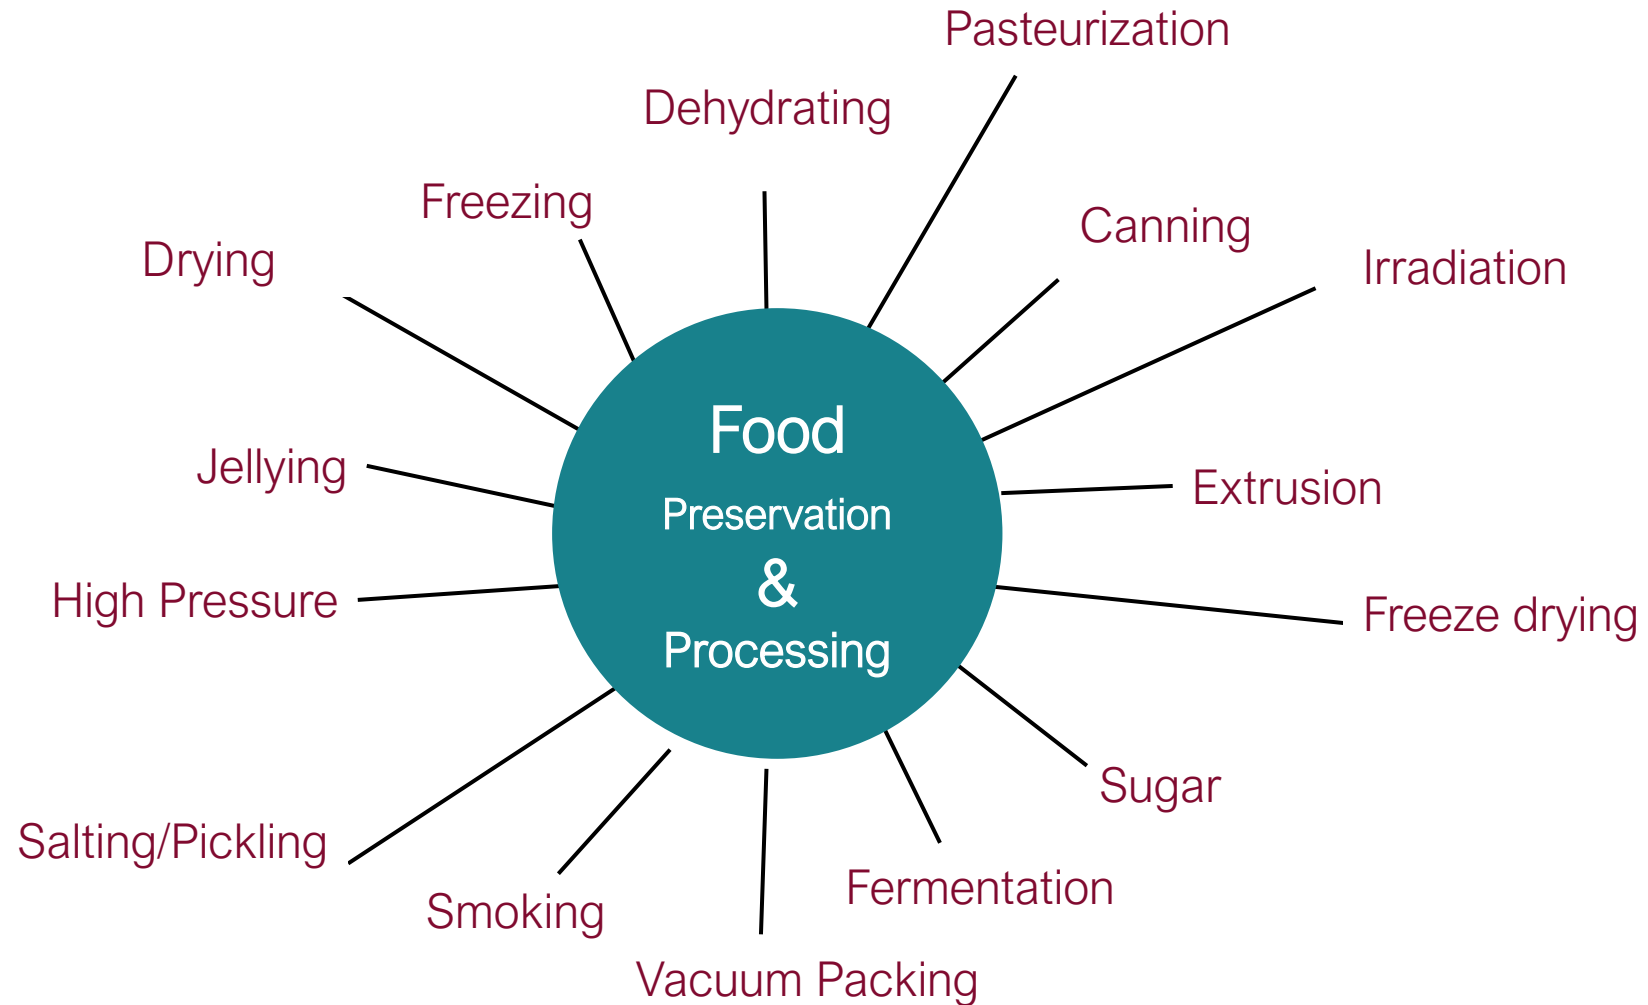 Pasteurization
Dehydrating
Freezing
Canning
Drying
Irradiation
Food
Jellying
Extrusion
Preservation
&
High Pressure
Freeze drying
Processing
Sugar
Salting/Pickling
Fermentation
Smoking
Vacuum Packing